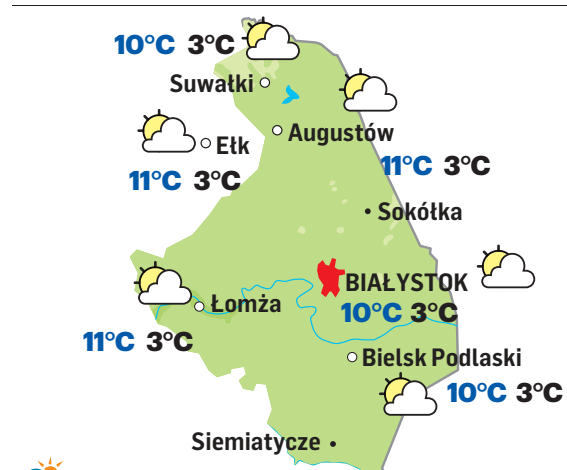 10°C 3°C
Suwałki
Augustów
Ełk
11°C 3°C
11°C 3°C
Sokółka
BIAŁYSTOK
10°C 3°C
Łomża
11°C 3°C
Bielsk Podlaski
10°C 3°C
Siemiatycze